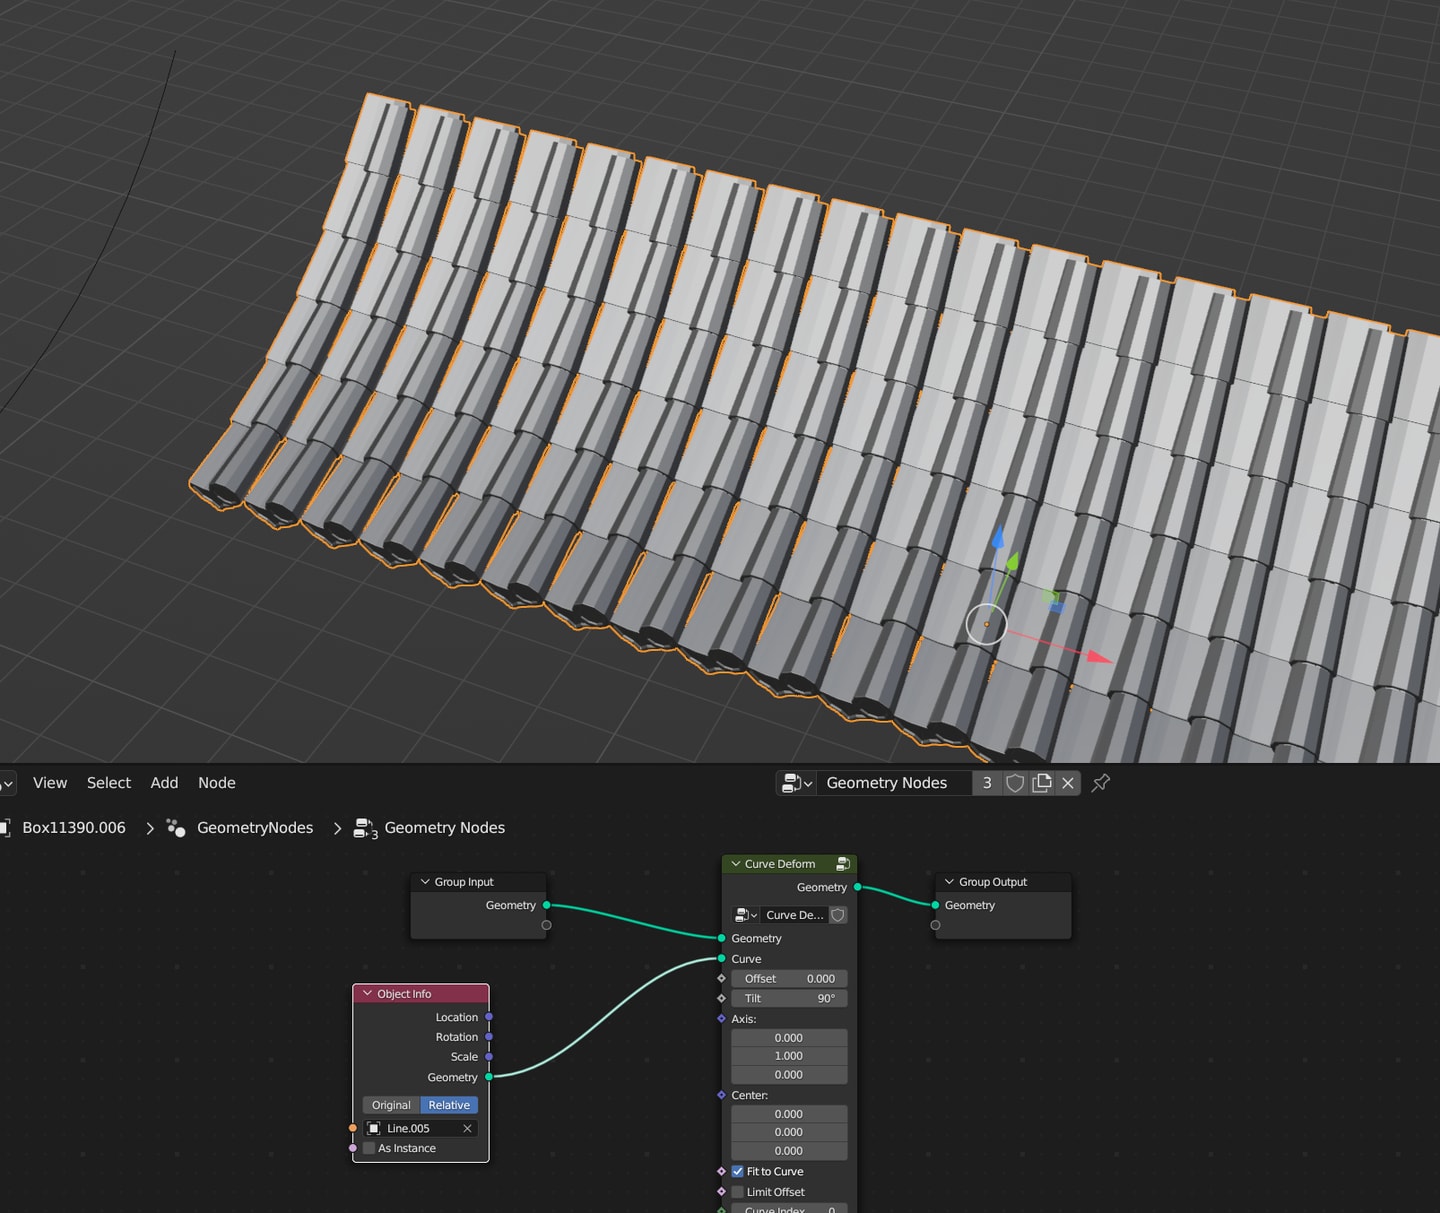 View Select Add Node
Geometry Nodes 3
Box11390.006 GeometryNodes 3 Geometry Nodes
Curve Deform
Geometry
Curve De...
Geometry
Curve
Offset 0.000
Tilt 90°
Axis:
0.000
1.000
0.000
Center:
0.000
0.000
0.000
Fit to Curve
Limit Offset
Curve Index 0
Group Input
Geometry
Group Output
Geometry
Object Info
Location
Rotation
Scale
Geometry
Original Relative
Line.005
As Instance